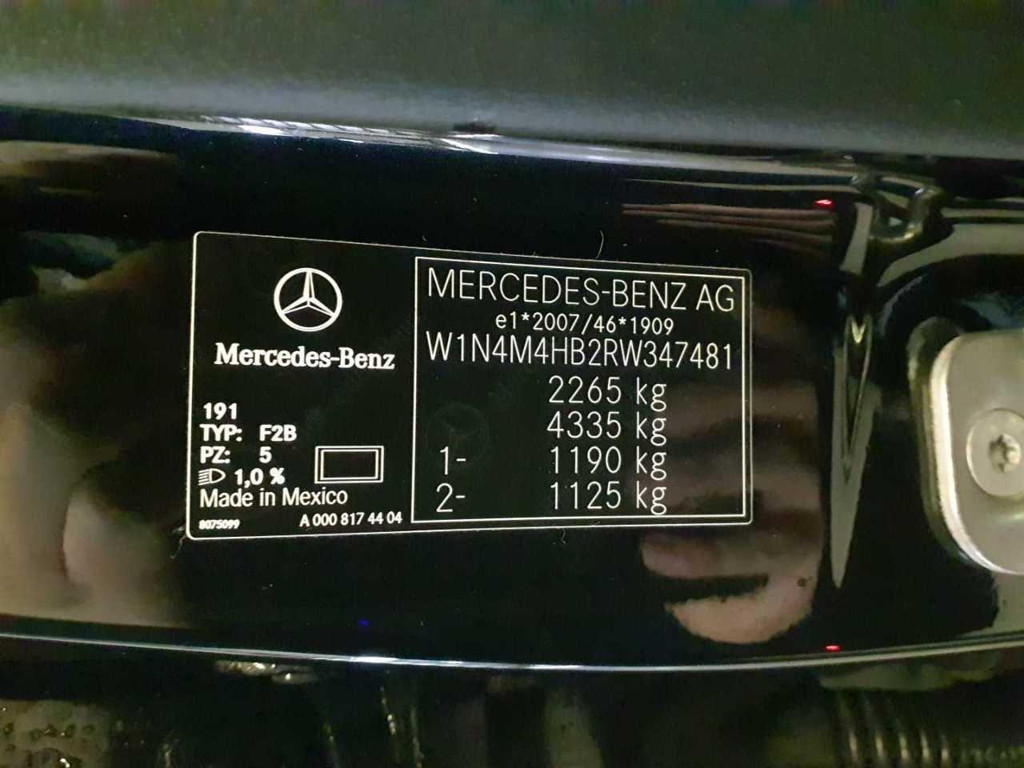 Mercedes-Benz
191
TYP: F2B
PZ: 5
1,0 %
Made in Mexico
8075099 A 000 817 44 04
MERCEDES-BENZ AG
e1*2007/46*1909
W1N4M4HB2RW347481
2265 kg
4335 kg
1- 1190 kg
2- 1125 kg